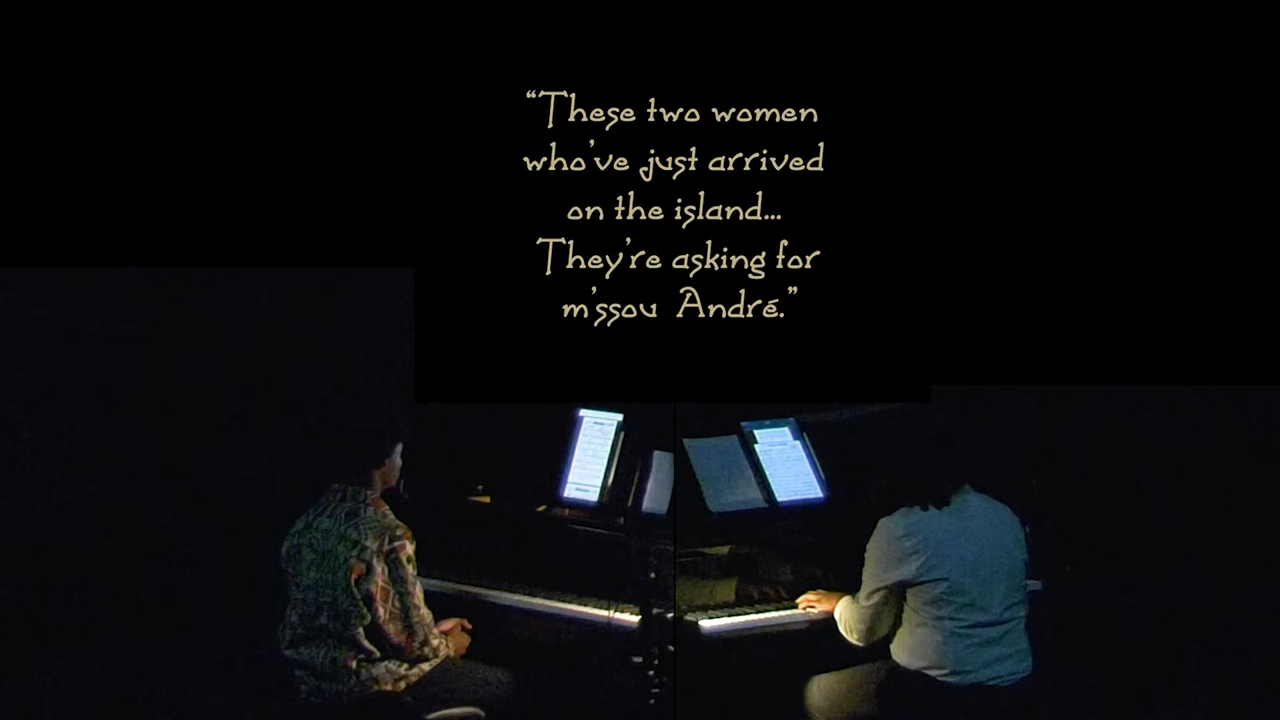 “These two women
who’ve just arrived
on the island...
They’re asking for
m’ssou André.”